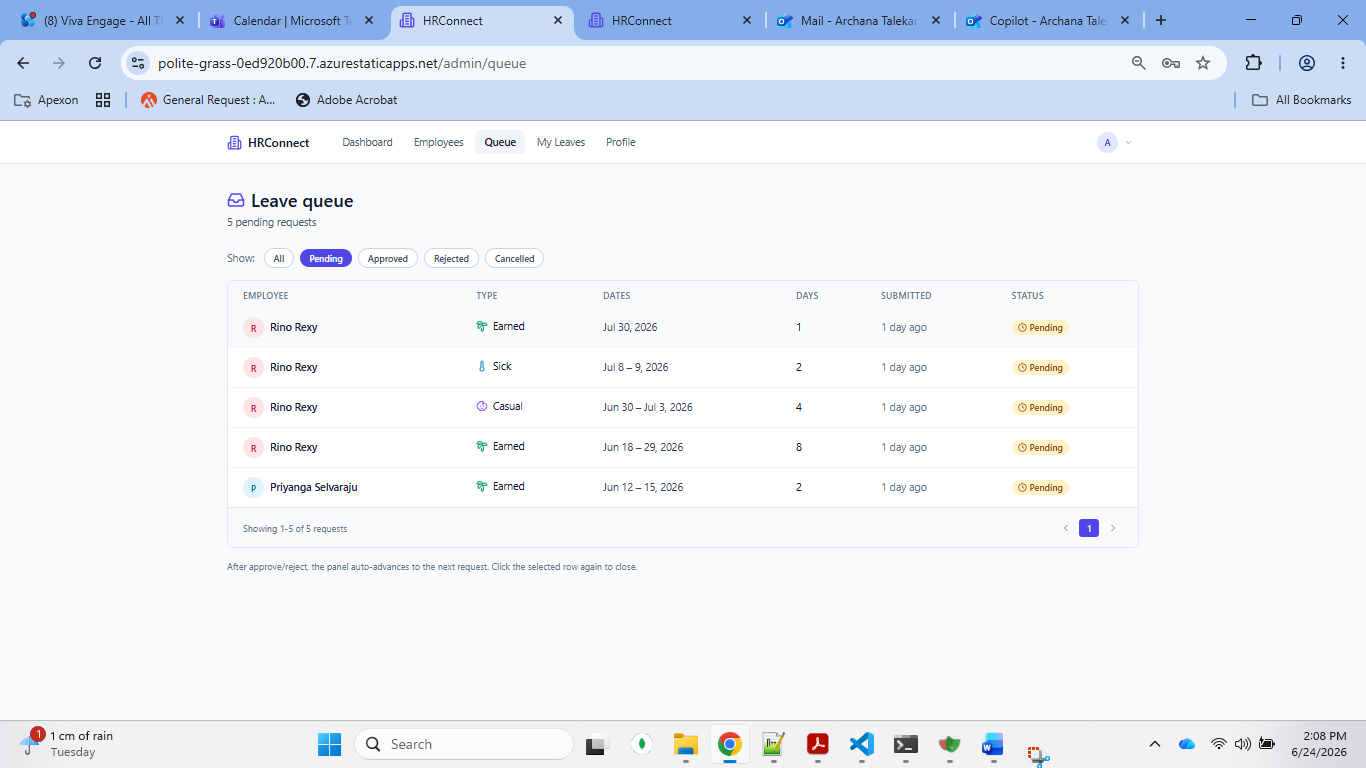 (8) Viva Engage - All T
Calendar | Microsoft Te
HRConnect
HRConnect
Mail - Archana Talekar
Copilot - Archana Tale
polite-grass-0ed920b00.7.azurestaticapps.net/admin/queue
Apexon
General Request : A...
Adobe Acrobat
All Bookmarks
HRConnect
Dashboard
Employees
Queue
My Leaves
Profile
A
Leave queue
5 pending requests
Show: All Pending Approved Rejected Cancelled
EMPLOYEE TYPE DATES DAYS SUBMITTED STATUS
R Rino Rexy Earned Jul 30, 2026 1 1 day ago Pending
R Rino Rexy Sick Jul 8 – 9, 2026 2 1 day ago Pending
R Rino Rexy Casual Jun 30 – Jul 3, 2026 4 1 day ago Pending
R Rino Rexy Earned Jun 18 – 29, 2026 8 1 day ago Pending
P Priyanga Selvaraju Earned Jun 12 – 15, 2026 2 1 day ago Pending
Showing 1-5 of 5 requests
1
After approve/reject, the panel auto-advances to the next request. Click the selected row again to close.
1
1 cm of rain
Tuesday
Search
2:08 PM
6/24/2026